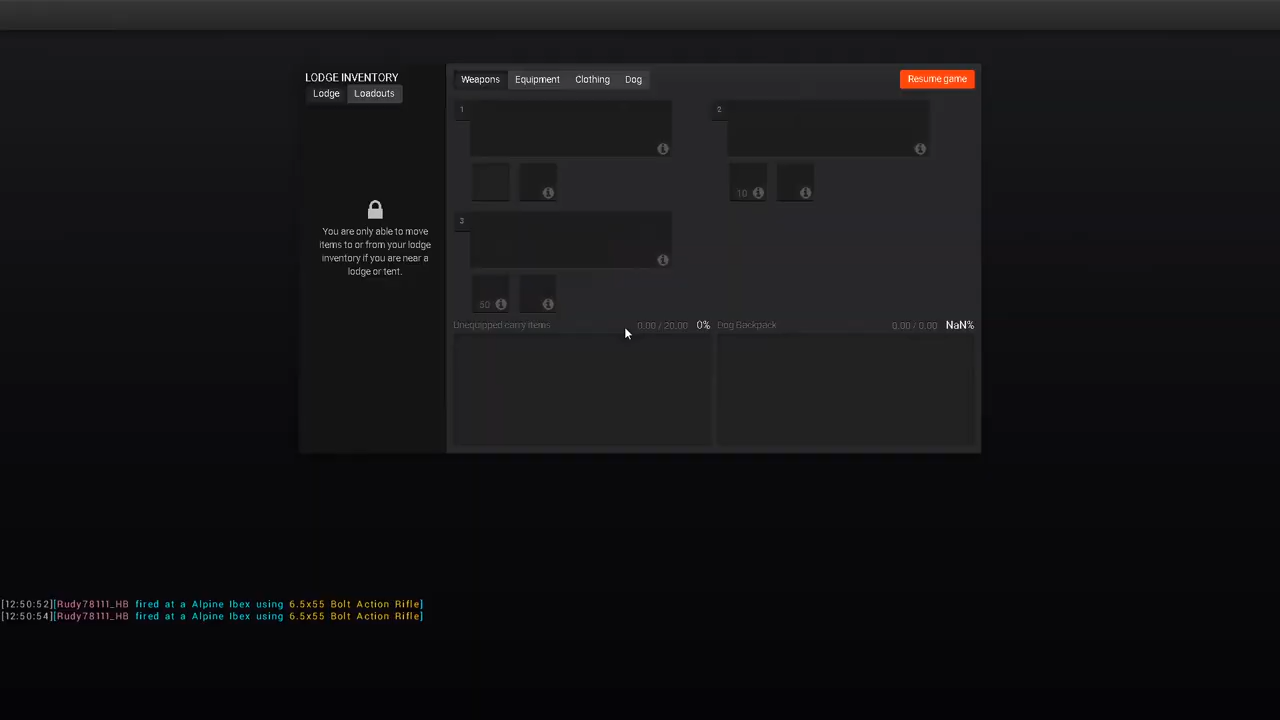 LODGE INVENTORY
Lodge Loadouts
Weapons Equipment Clothing Dog
Resume game
1
2
10
3
50
You are only able to move
items to or from your lodge
inventory if you are near a
lodge or tent.
Unequipped carry items 0.00 / 20.00 0%
Dog Backpack 0.00 / 0.00 NaN%
[12:50:52][Rudy78111_HB fired at a Alpine Ibex using 6.5x55 Bolt Action Rifle]
[12:50:54][Rudy78111_HB fired at a Alpine Ibex using 6.5x55 Bolt Action Rifle]